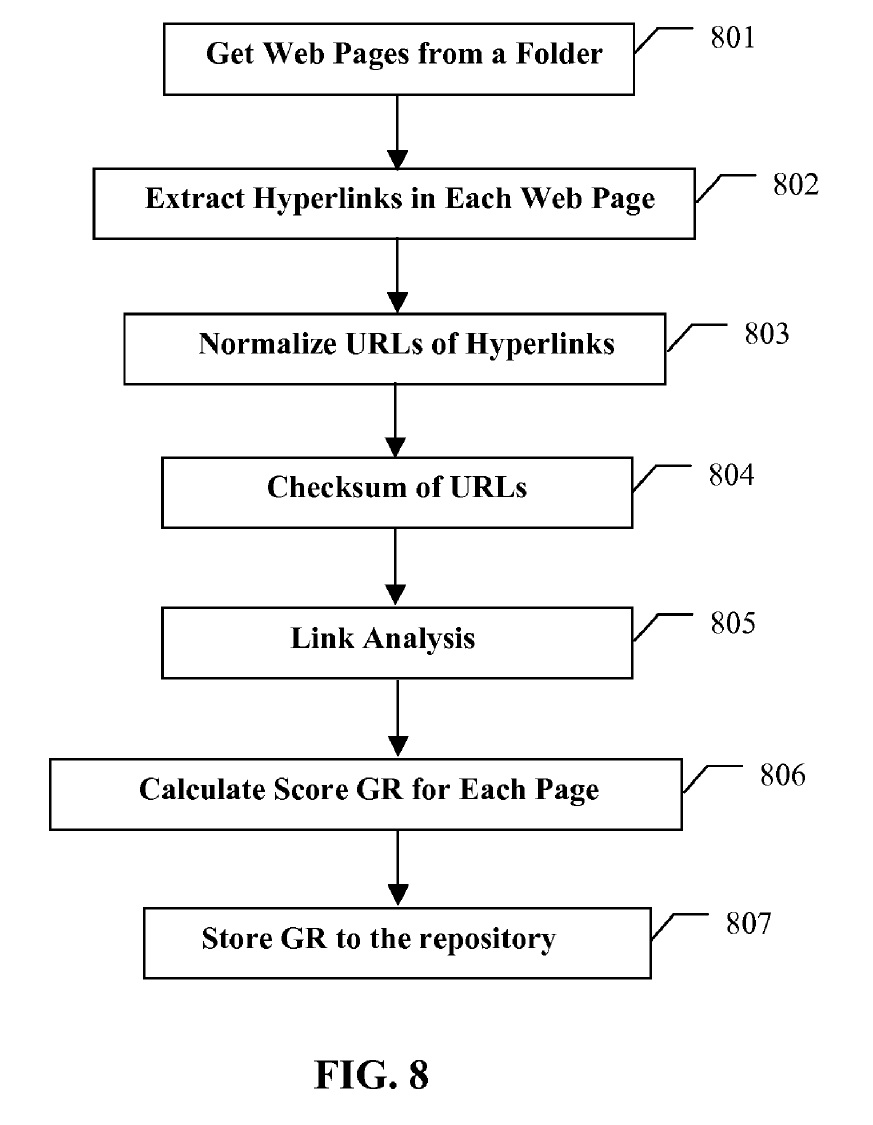 Get Web Pages from a Folder
801
Extract Hyperlinks in Each Web Page
802
Normalize URLs of Hyperlinks
803
Checksum of URLs
804
Link Analysis
805
Calculate Score GR for Each Page
806
Store GR to the repository
807
FIG. 8